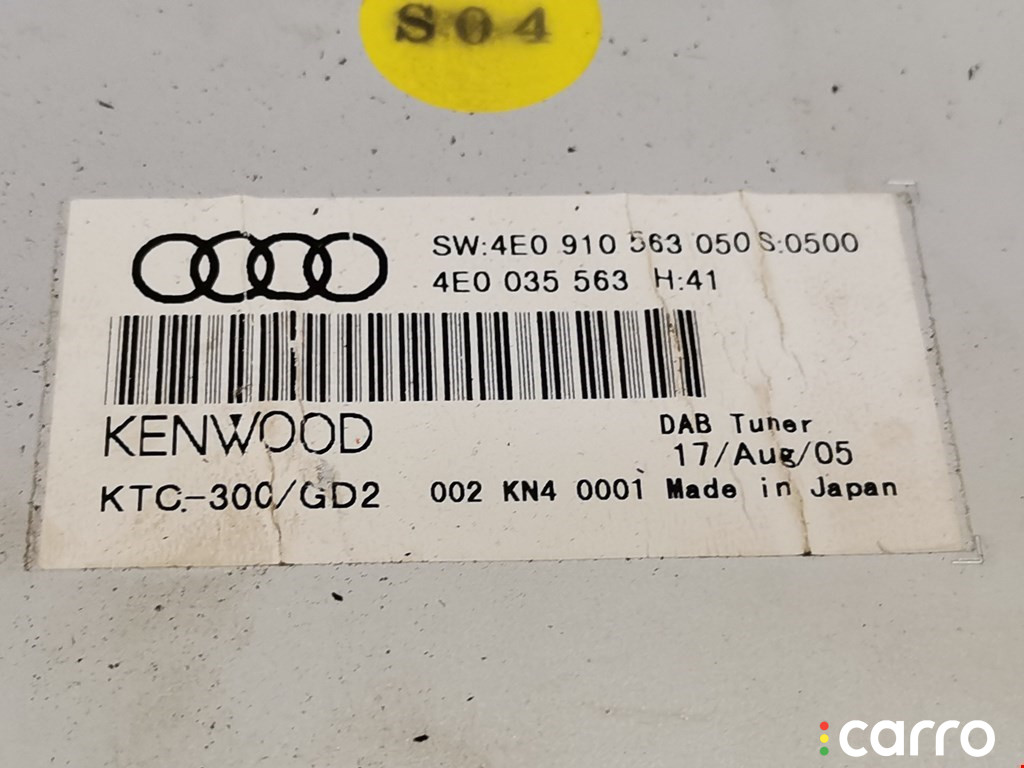 S04
SW:4E0 910 563 050 S:0500
4E0 035 563 H:41
KENWOOD
DAB Tuner
17/Aug/05
KTC-300/GD2 002 KN4 0001 Made in Japan
carro